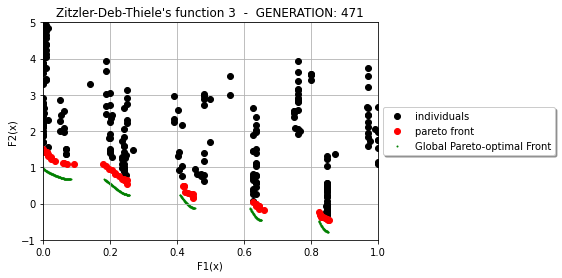 Zitzler-Deb-Thiele's function 3 - GENERATION: 471
5
4
3
2
1
0
−1
F2(x)
0.0 0.2 0.4 0.6 0.8 1.0
F1(x)
individuals
pareto front
Global Pareto-optimal Front